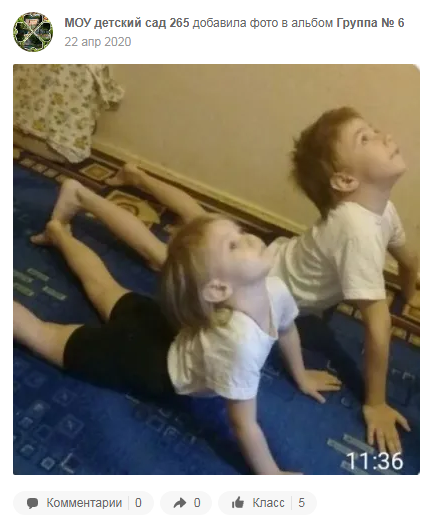 МОУ детский сад 265 добавила фото в альбом Группа № 6
22 апр 2020
11:36
Комментарии 0
0
Класс 5